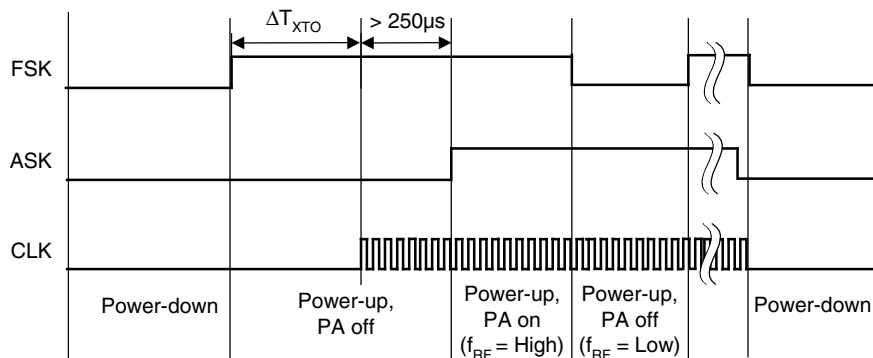 ΔT_XTO
> 250μs
FSK
ASK
CLK
Power-down
Power-up,
PA off
Power-up,
PA on
(f_RF = High)
Power-up,
PA off
(f_RF = Low)
Power-down